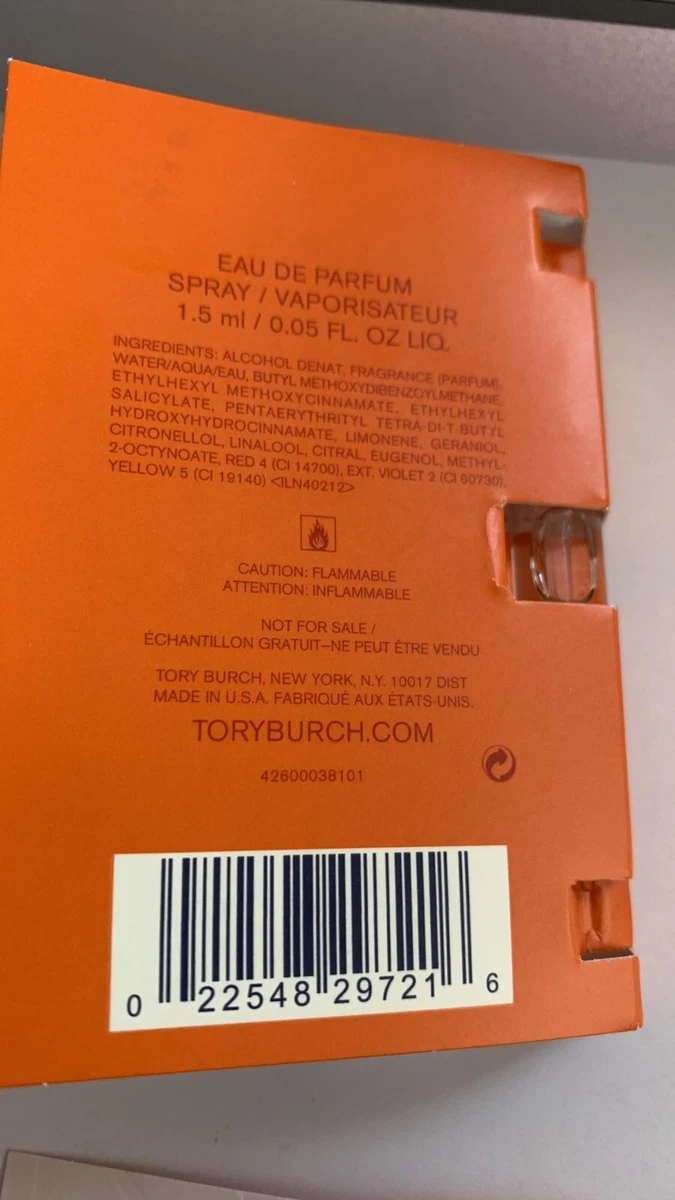 EAU DE PARFUM
SPRAY / VAPORISATEUR
1.5 ml / 0.05 FL. OZ LIQ.
INGREDIENTS: ALCOHOL DENAT, FRAGRANCE (PARFUM),
WATER/AQUA/EAU, BUTYL METHOXYDIBENZOYLMETHANE,
ETHYLHEXYL METHOXYCINNAMATE, ETHYLHEXYL
SALICYLATE, PENTAERYTHRITYL TETRA-DI-T-BUTYL
HYDROXYHYDROCINNAMATE, LIMONENE, GERANIOL,
CITRONELLOL, LINALOOL, CITRAL, EUGENOL, METHYL-
2-OCTYNOATE, RED 4 (CI 14700), EXT. VIOLET 2 (CI 60730),
YELLOW 5 (CI 19140) <ILN40212>
CAUTION: FLAMMABLE
ATTENTION: INFLAMMABLE
NOT FOR SALE /
ÉCHANTILLON GRATUIT–NE PEUT ÊTRE VENDU
TORY BURCH, NEW YORK, N.Y. 10017 DIST
MADE IN U.S.A. FABRIQUÉ AUX ÉTATS-UNIS.
TORYBURCH.COM
42600038101
0 22548 29721 6